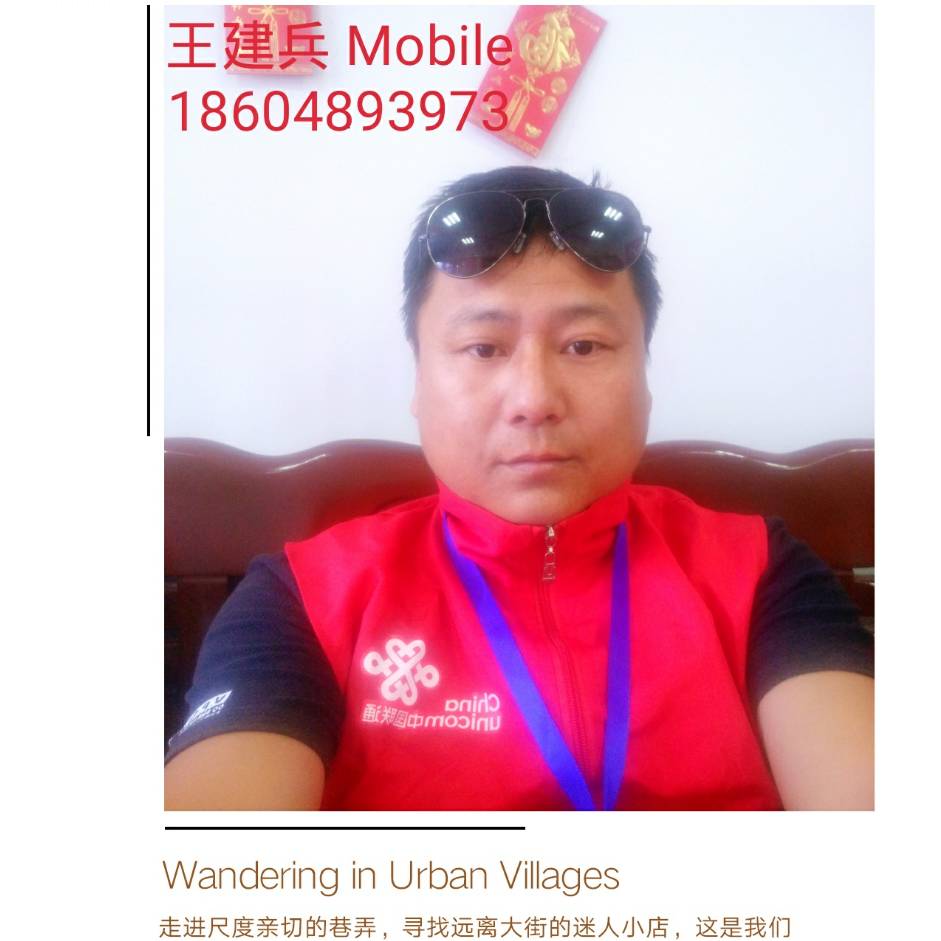 王建兵 Mobile
18604893973
China
unicom中国联通
Wandering in Urban Villages
走进尺度亲切的巷弄，寻找远离大街的迷人小店，这是我们